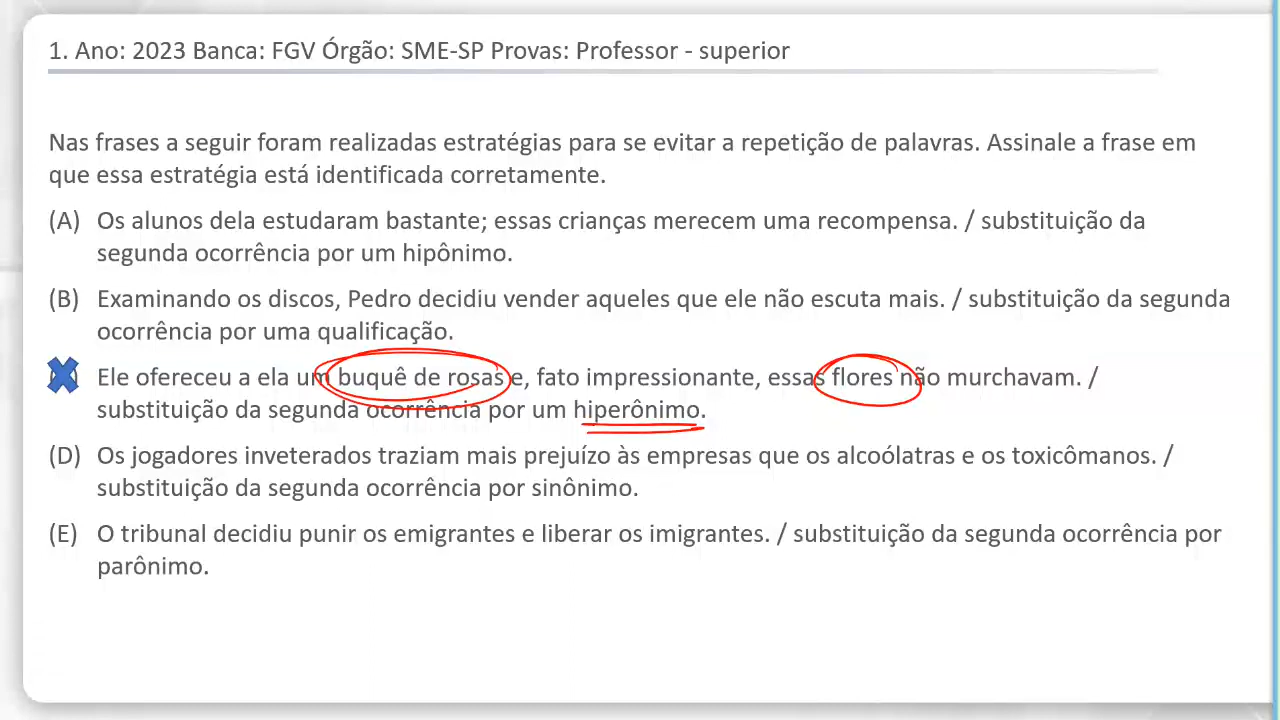 1. Ano: 2023 Banca: FGV Órgão: SME-SP Provas: Professor - superior
Nas frases a seguir foram realizadas estratégias para se evitar a repetição de palavras. Assinale a frase em
que essa estratégia está identificada corretamente.
(A) Os alunos dela estudaram bastante; essas crianças merecem uma recompensa. / substituição da
segunda ocorrência por um hipônimo.
(B) Examinando os discos, Pedro decidiu vender aqueles que ele não escuta mais. / substituição da segunda
ocorrência por uma qualificação.
Ele ofereceu a ela um buquê de rosas e, fato impressionante, essas flores não murchavam. /
substituição da segunda ocorrência por um hiperônimo.
(D) Os jogadores inveterados traziam mais prejuízo às empresas que os alcoólatras e os toxicômanos. /
substituição da segunda ocorrência por sinônimo.
(E) O tribunal decidiu punir os emigrantes e liberar os imigrantes. / substituição da segunda ocorrência por
parônimo.